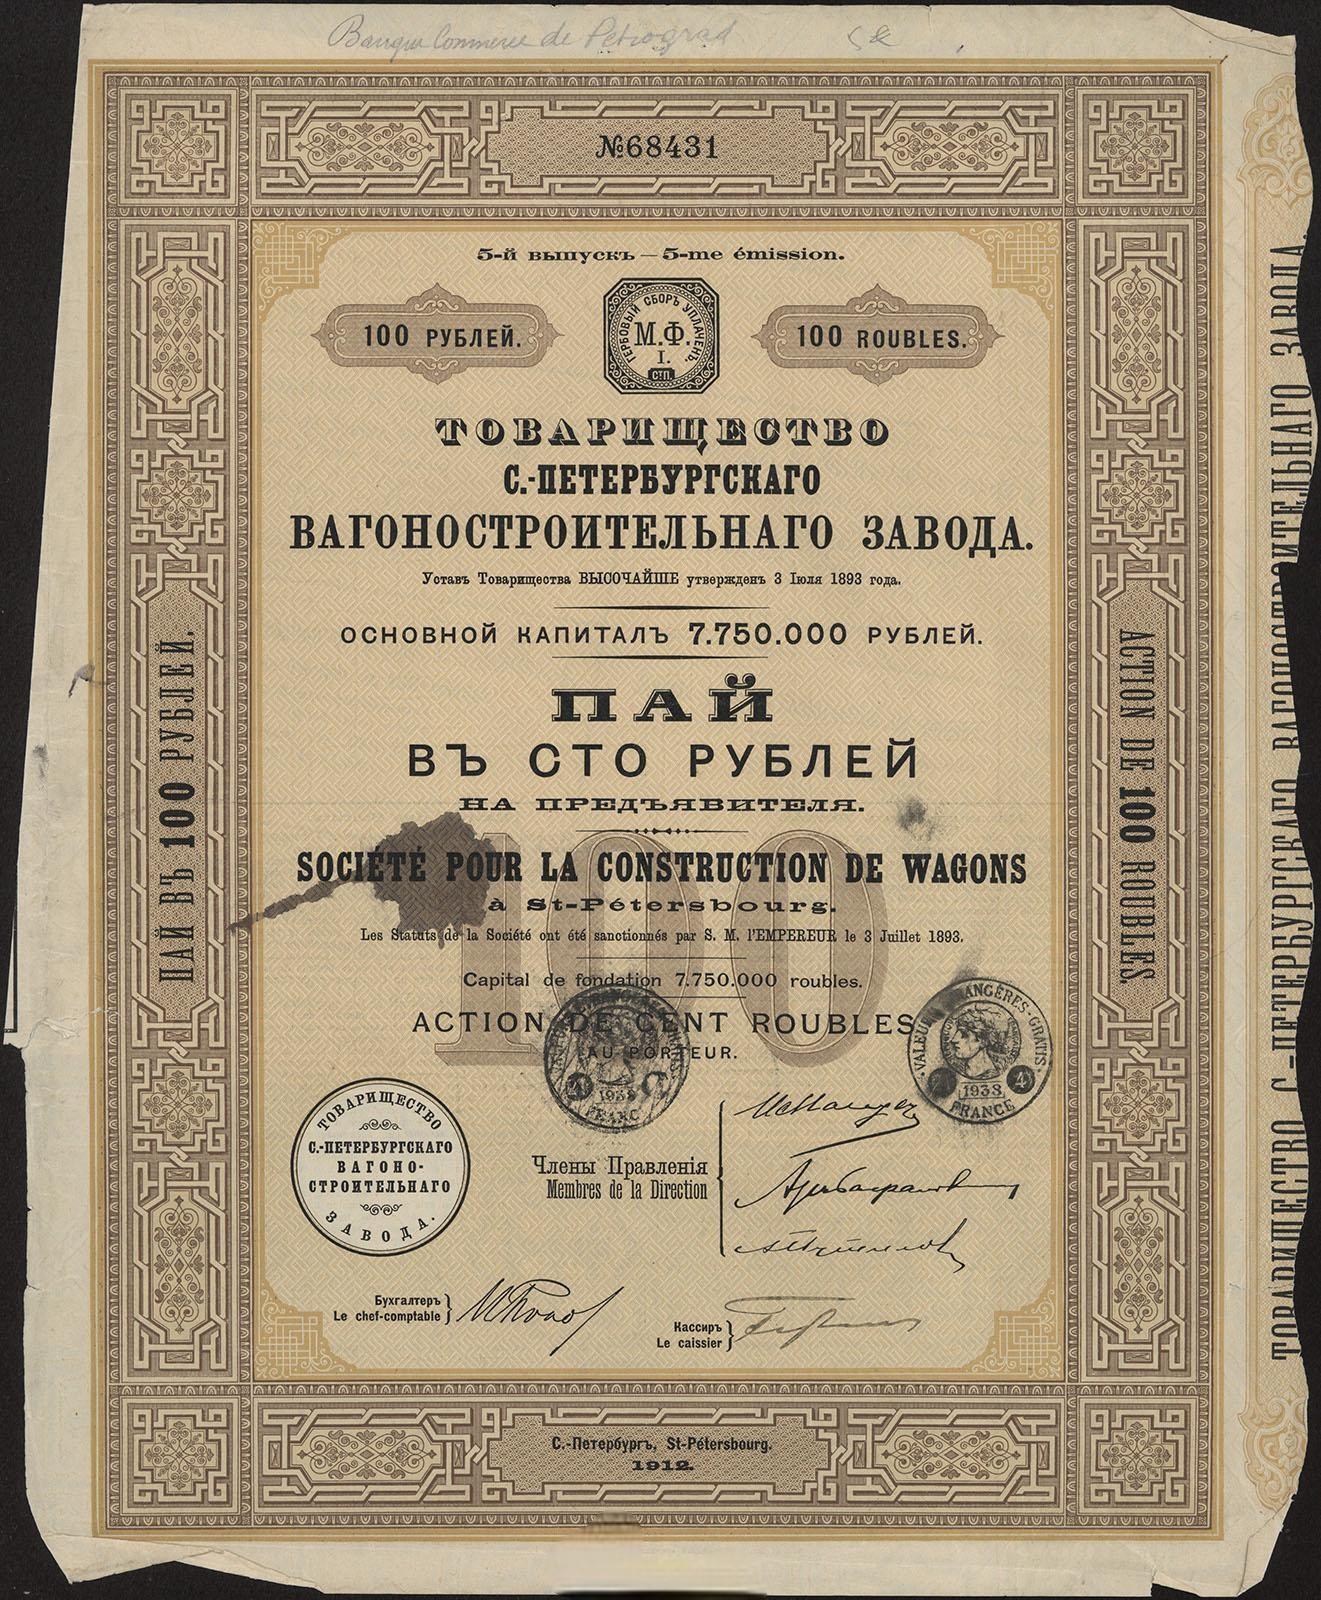 Banque Commerce de Petrograd
№68431
5-й выпускъ — 5-me émission.
100 РУБЛЕЙ.
ГЕРБОВЫЙ СБОРЪ УПЛАЧЕНЪ
М.Ф.
I.
СТП.
100 ROUBLES.
ТОВАРИЩЕСТВО
С.-ПЕТЕРБУРГСКАГО
ВАГОНОСТРОИТЕЛЬНАГО ЗАВОДА.
Уставъ Товарищества ВЫСОЧАЙШЕ утвержденъ 3 Іюля 1893 года.
ОСНОВНОЙ КАПИТАЛЪ 7.750.000 РУБЛЕЙ.
ПАЙ
ВЪ СТО РУБЛЕЙ
НА ПРЕДЪЯВИТЕЛЯ.
100
SOCIÉTÉ POUR LA CONSTRUCTION DE WAGONS
à St-Pétersbourg.
Les Statuts de la Société ont été sanctionnés par S. M. l'EMPEREUR le 3 Juillet 1893.
Capital de fondation 7.750.000 roubles.
ACTION DE CENT ROUBLES
AU PORTEUR.
1938
FRANC
VALEURS ÉTRANGÈRES·GRATIS·
4
1938
FRANCE
ТОВАРИЩЕСТВО
С.-ПЕТЕРБУРГСКАГО
ВАГОНО-
СТРОИТЕЛЬНАГО
ЗАВОДА.
Члены Правленія
Membres de la Direction
Бухгалтеръ
Le chef-comptable
Кассиръ
Le caissier
С.-Петербургъ, St-Pétersbourg.
1912.
ПАЙ ВЪ 100 РУБЛЕЙ.
ACTION DE 100 ROUBLES.
ТОВАРИЩЕСТВО С.-ПЕТЕРБУРГСКАГО ВАГОНОСТРОИТЕЛЬНАГО ЗАВОДА.